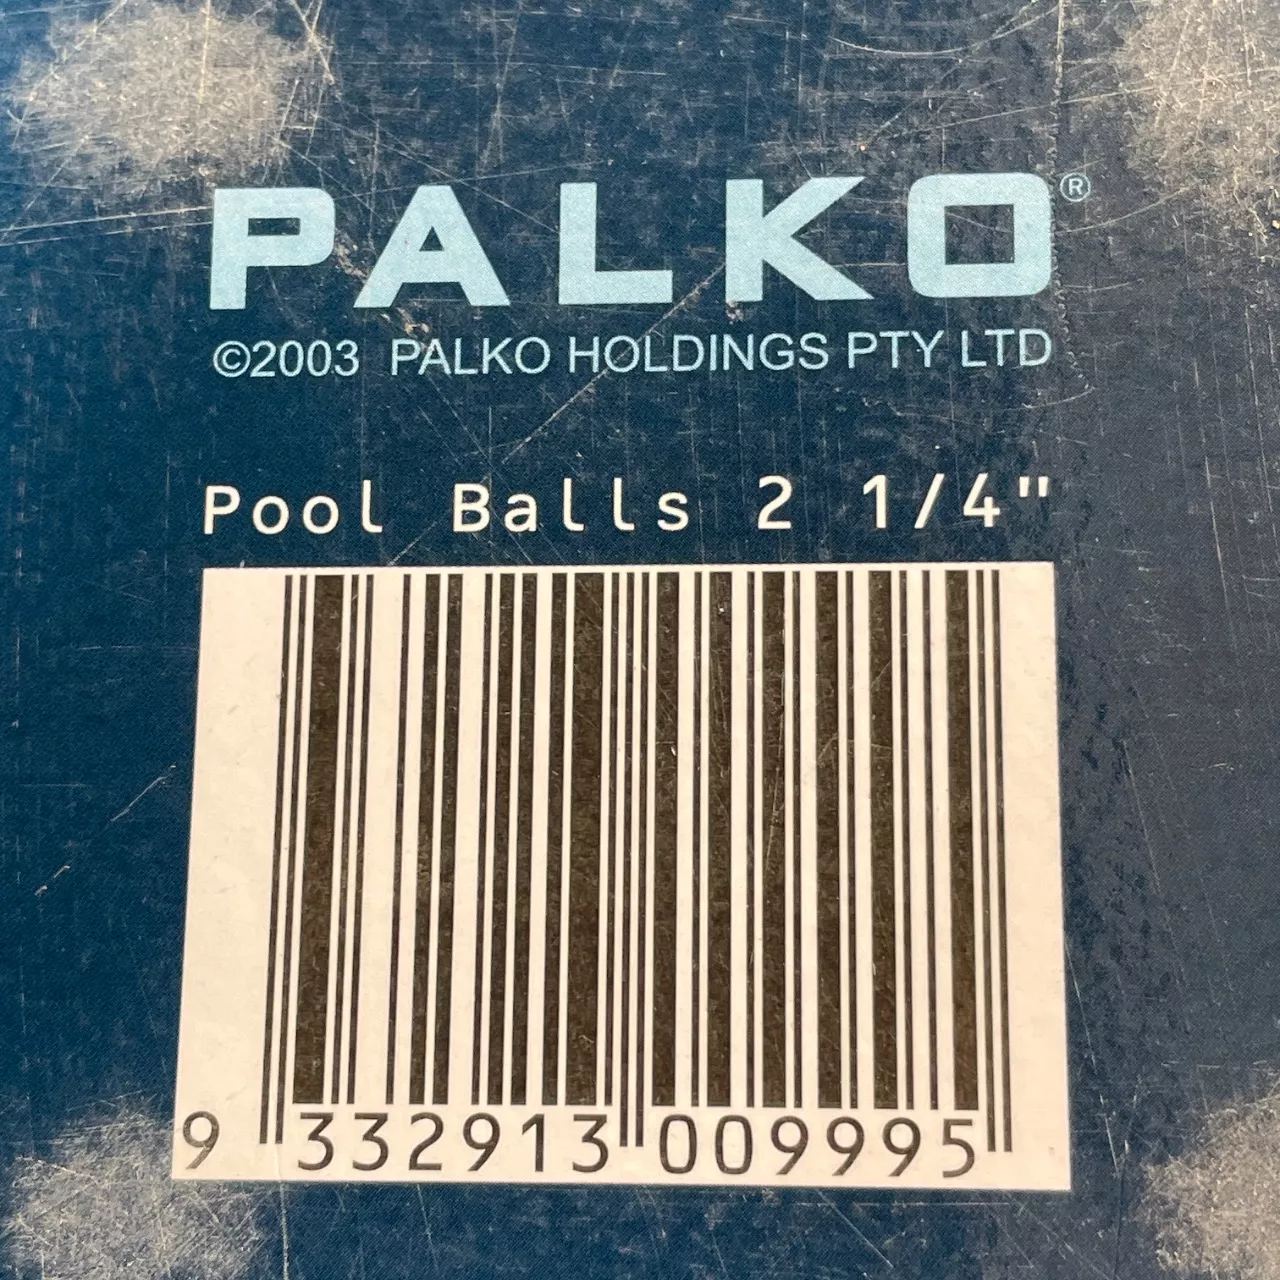 PALKO®
©2003 PALKO HOLDINGS PTY LTD
Pool Balls 2 1/4"
9 332913 009995